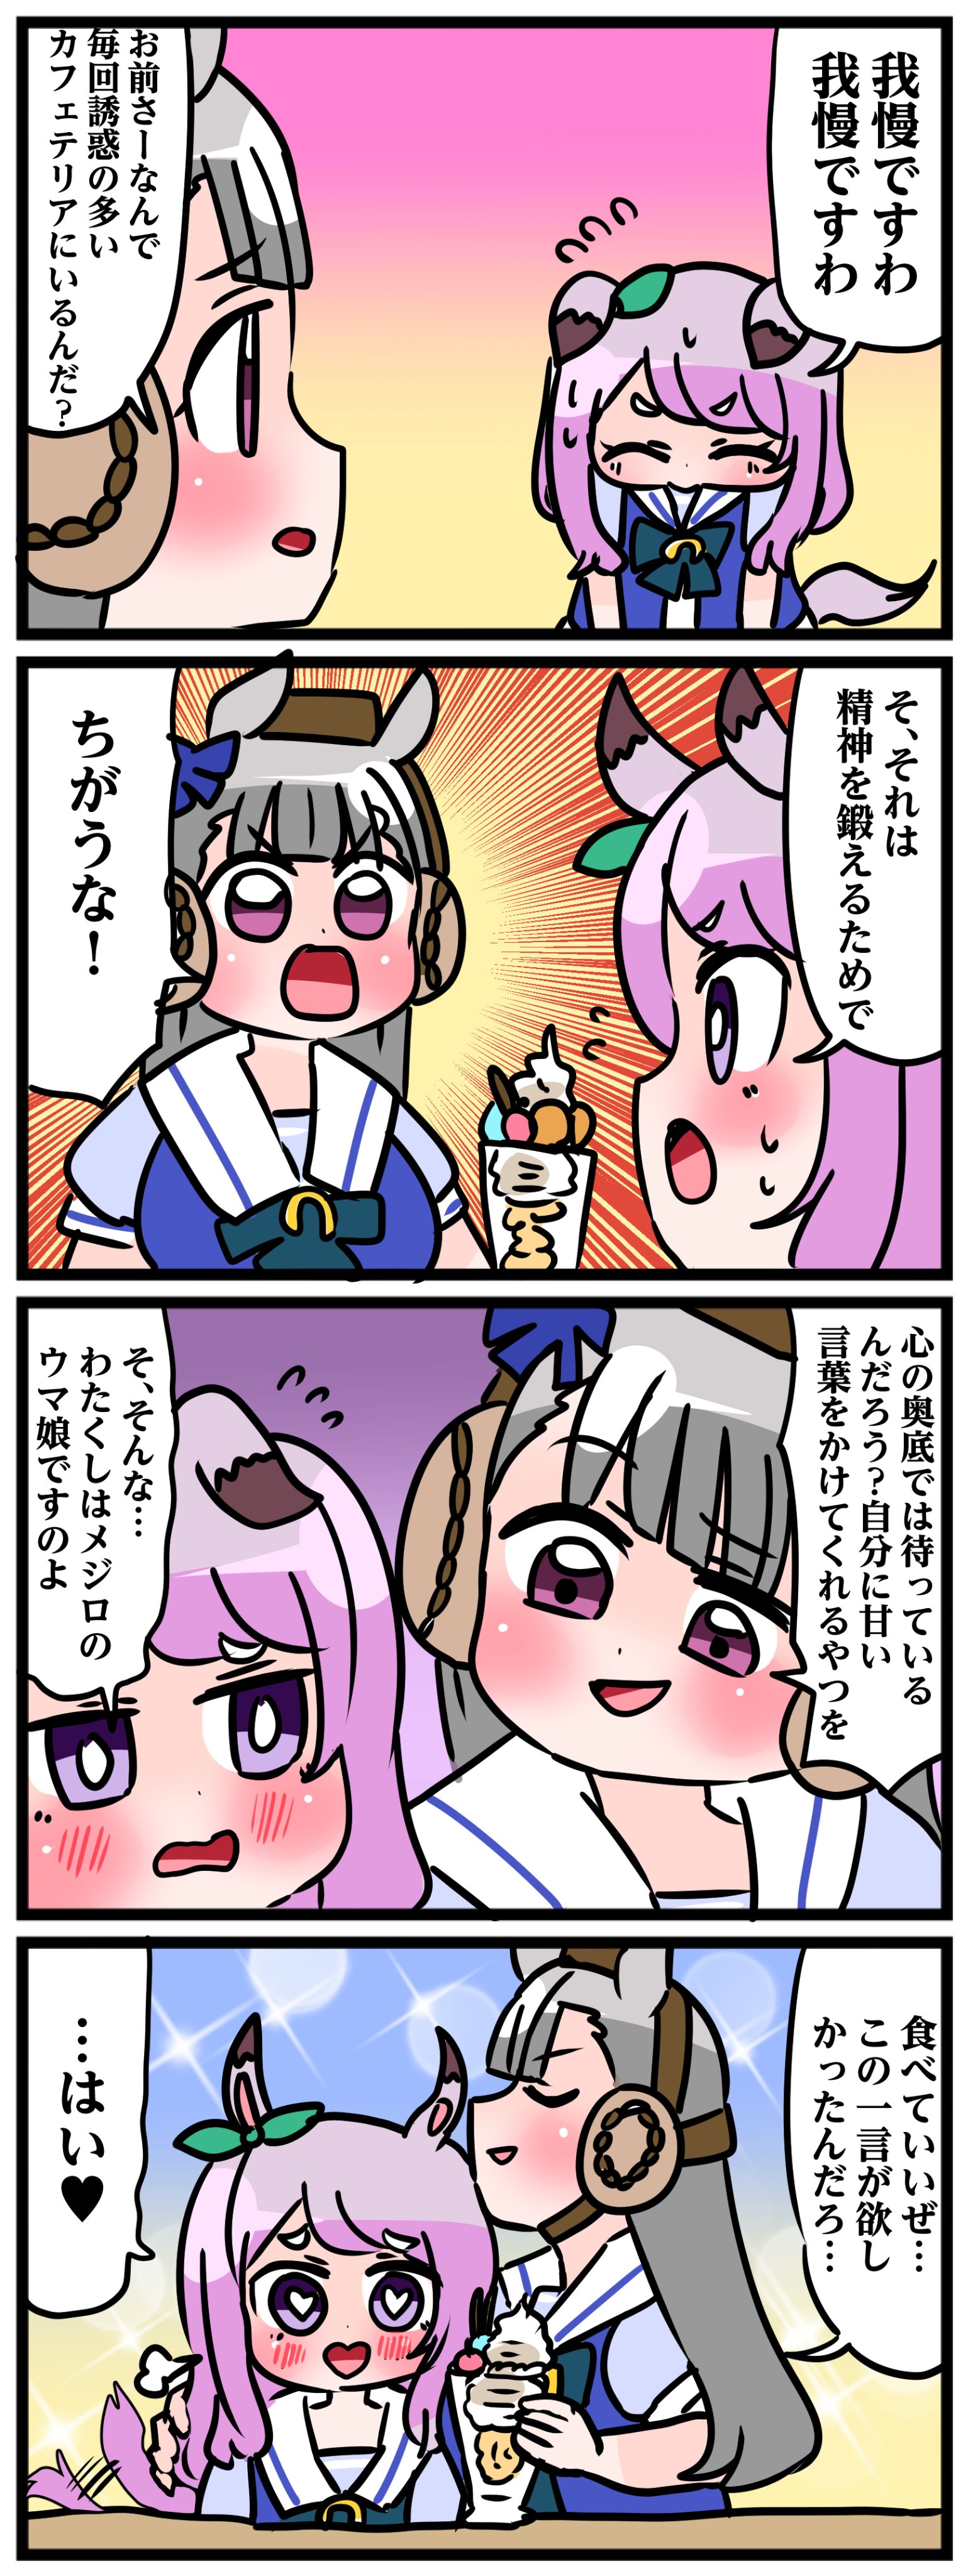 我慢ですわ
我慢ですわ
お前さーなんで
毎回誘惑の多い
カフェテリアにいるんだ？
そ、それは
精神を鍛えるためで
ちがうな！
心の奥底では待っている
んだろう？自分に甘い
言葉をかけてくれるやつを
そ、そんな…
わたくしはメジロの
ウマ娘ですのよ
食べていいぜ…
この一言が欲し
かったんだろ…
…はい♥